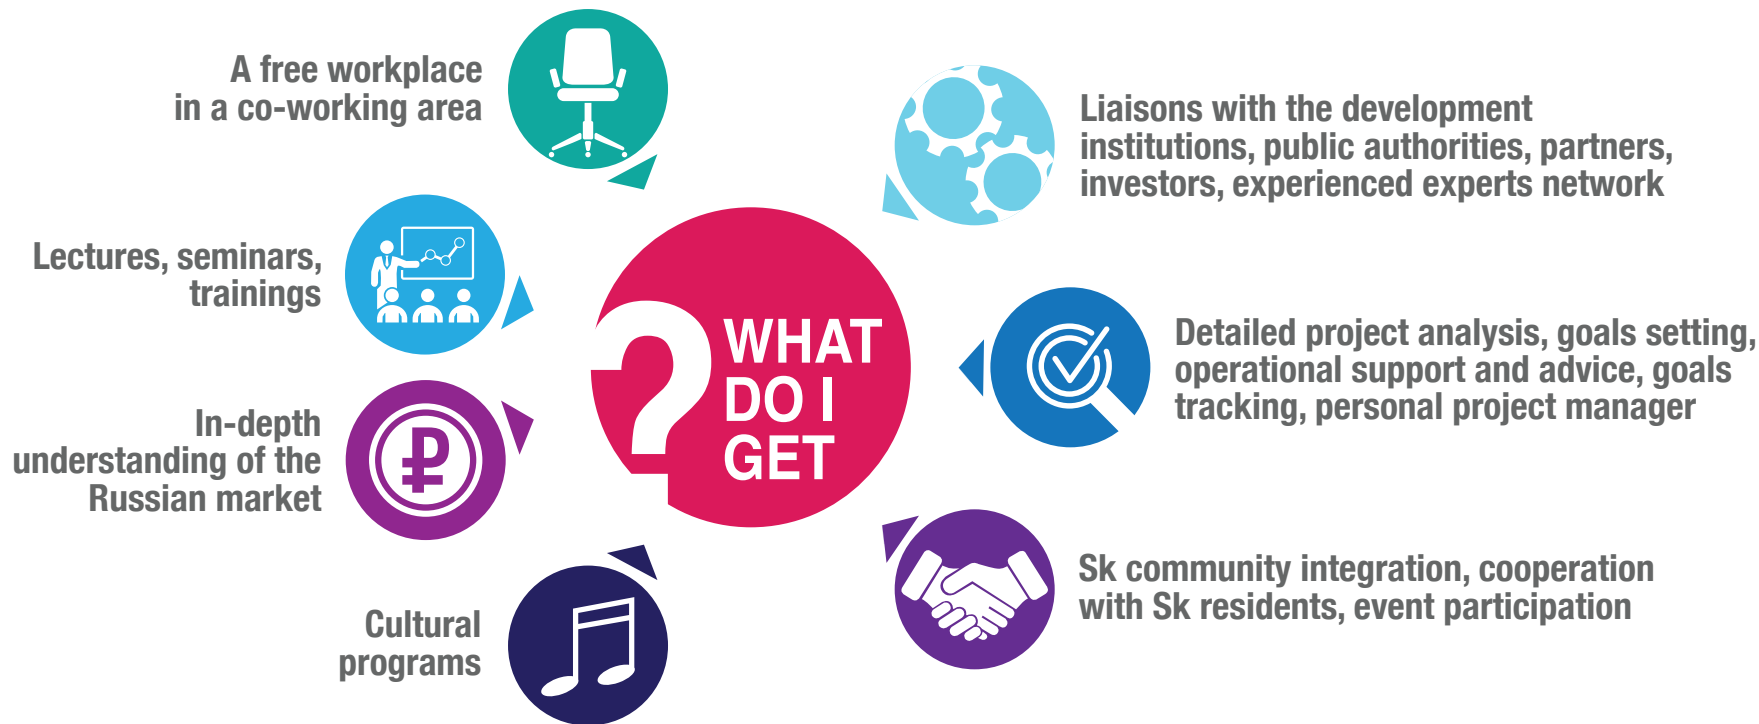 A free workplace
in a co-working area
Lectures, seminars,
trainings
In-depth
understanding of the
Russian market
Cultural
programs
? WHAT
DO I
GET
Liaisons with the development
institutions, public authorities, partners,
investors, experienced experts network
Detailed project analysis, goals setting,
operational support and advice, goals
tracking, personal project manager
Sk community integration, cooperation
with Sk residents, event participation